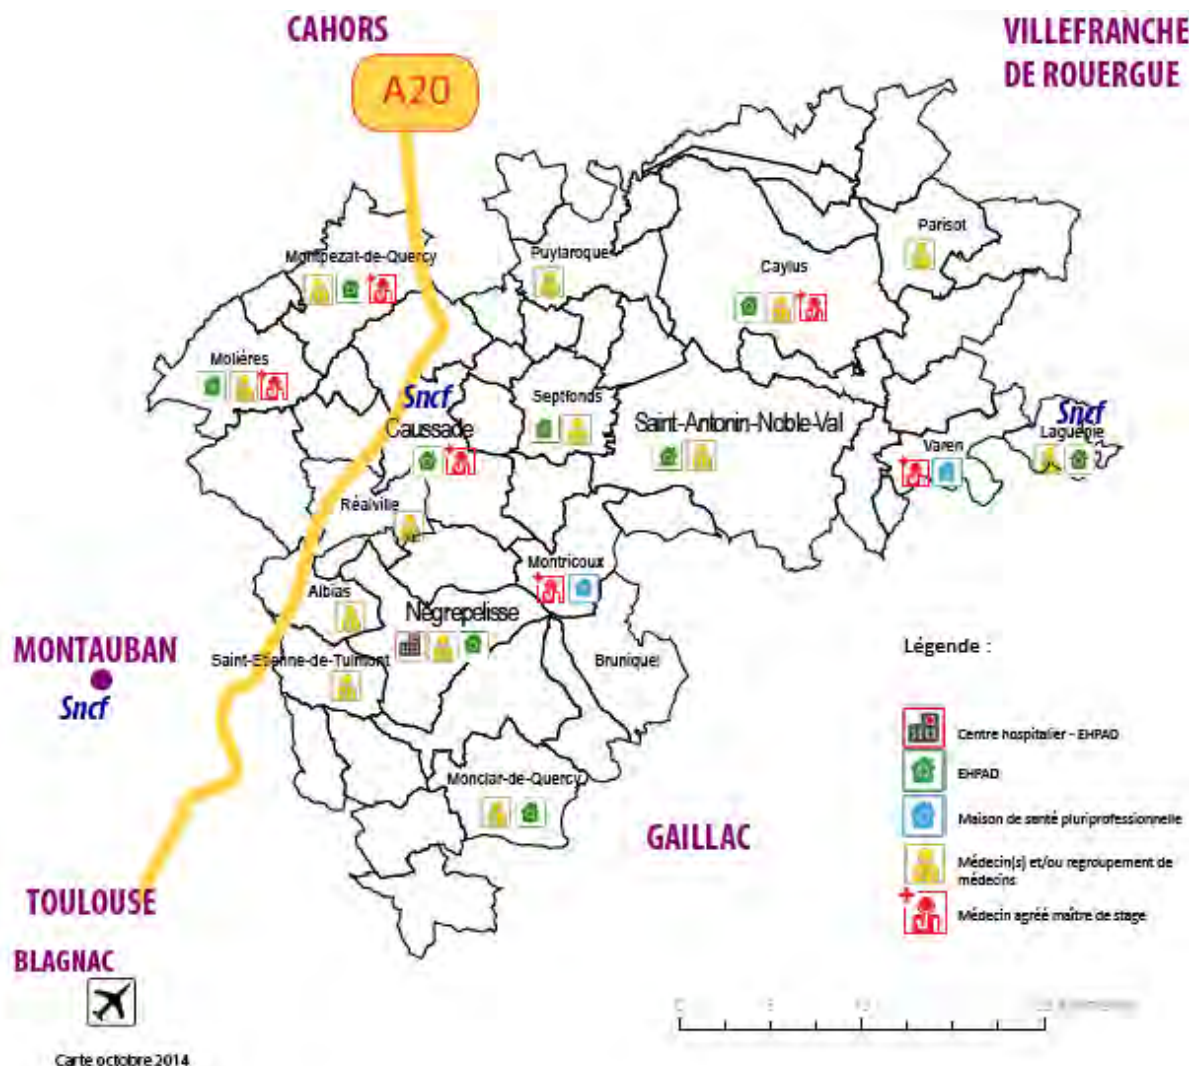 CAHORS
VILLEFRANCHE
DE ROUERGUE
A20
Parisot
Montpezat-de-Quercy
Puylaroque
Caylus
Molières
Sncf
Septfonds
Caussade
Saint-Antonin-Noble-Val
Sncf
Laguépie
Varen
Réalville
Montricoux
Albias
Nègrepelisse
MONTAUBAN
Sncf
Saint-Etienne-de-Tulmont
Bruniquel
Légende :
Centre hospitalier - EHPAD
EHPAD
Monclar-de-Quercy
Maison de santé pluriprofessionnelle
GAILLAC
Médecin(s) et/ou regroupement de
médecins
Médecin agréé maître de stage
TOULOUSE
BLAGNAC
Carte octobre 2014